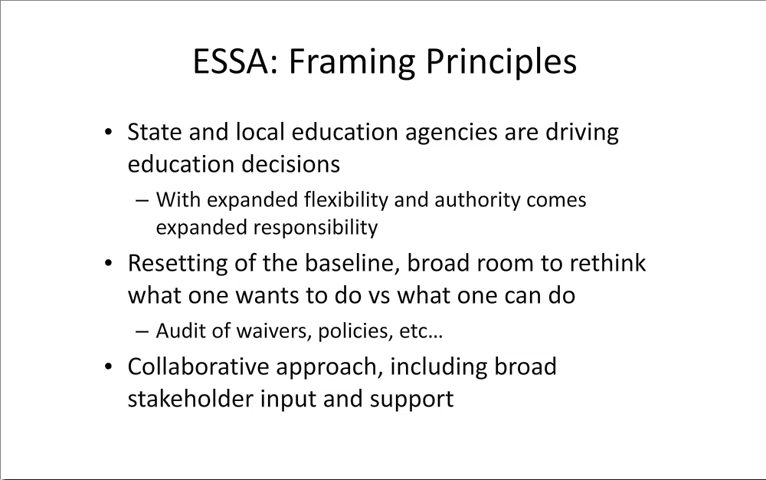 ESSA: Framing Principles
• State and local education agencies are driving
education decisions
– With expanded flexibility and authority comes
expanded responsibility
• Resetting of the baseline, broad room to rethink
what one wants to do vs what one can do
– Audit of waivers, policies, etc…
• Collaborative approach, including broad
stakeholder input and support